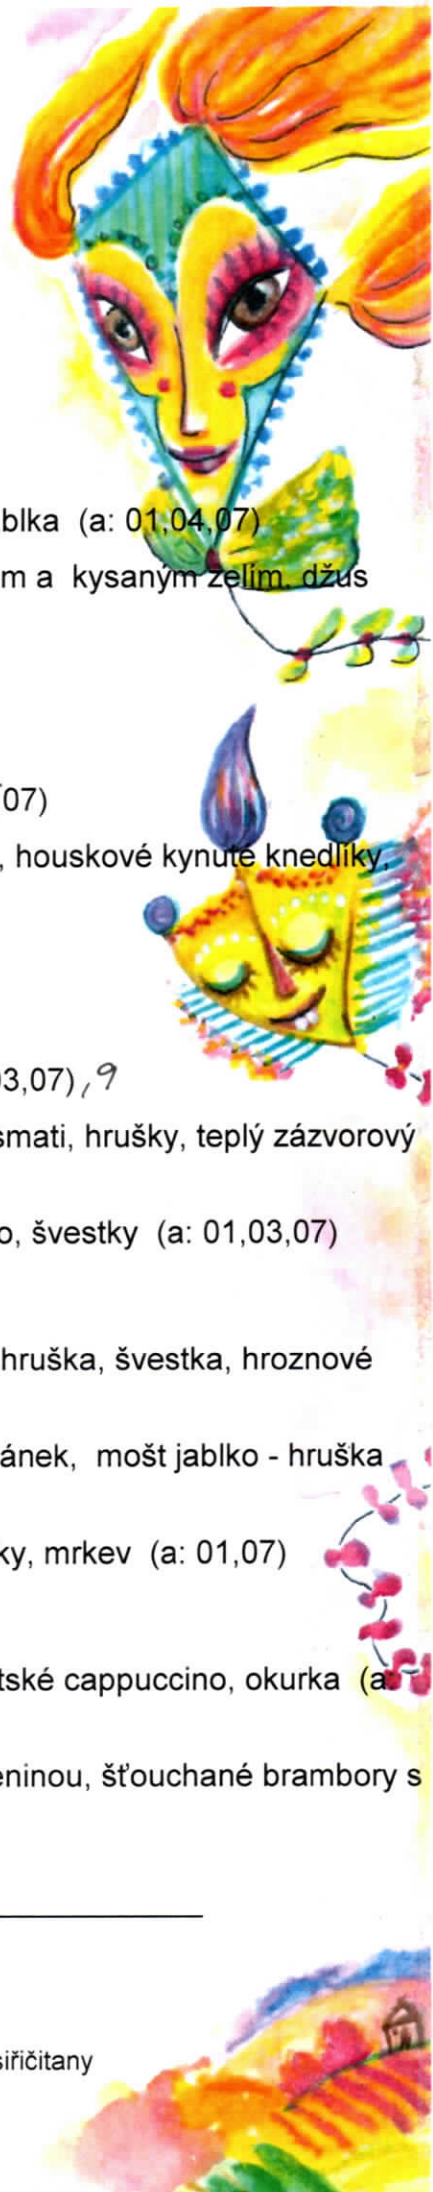 blka (a: 01,04,07)
m a kysaným zelím, džus
07)
, houskové kynuté knedlíky,
03,07) ,9
smati, hrušky, teplý zázvorový
o, švestky (a: 01,03,07)
hruška, švestka, hroznové
ánek, mošt jablko - hruška
ky, mrkev (a: 01,07)
tské cappuccino, okurka (a:
eninou, šťouchané brambory s
siřičitany